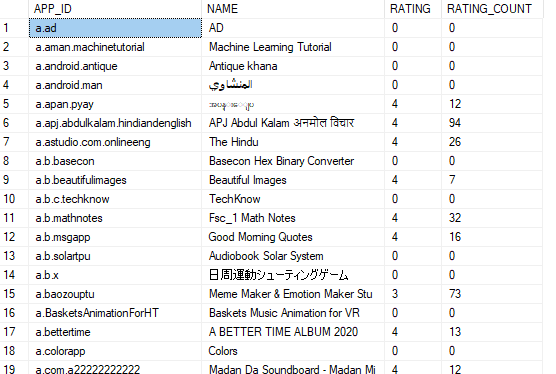 APP_ID NAME RATING RATING_COUNT
1 a.ad AD 0 0
2 a.aman.machinetutorial Machine Learning Tutorial 0 0
3 a.android.antique Antique khana 0 0
4 a.android.man المنشاوي 0 0
5 a.apan.pyay 4 12
6 a.apj.abdulkalam.hindiandenglish APJ Abdul Kalam अनमोल विचार 4 94
7 a.astudio.com.onlineeng The Hindu 4 26
8 a.b.basecon Basecon Hex Binary Converter 0 0
9 a.b.beautifulimages Beautiful Images 4 7
10 a.b.c.techknow TechKnow 0 0
11 a.b.mathnotes Fsc_1 Math Notes 4 32
12 a.b.msgapp Good Morning Quotes 4 16
13 a.b.solartpu Audiobook Solar System 0 0
14 a.b.x 日周運動シューティングゲーム 0 0
15 a.baozouptu Meme Maker & Emotion Maker Stu 3 73
16 a.BasketsAnimationForHT Baskets Music Animation for VR 0 0
17 a.bettertime A BETTER TIME ALBUM 2020 4 13
18 a.colorapp Colors 0 0
19 a.com.a22222222222 Madan Da Soundboard - Madan Mi 4 12